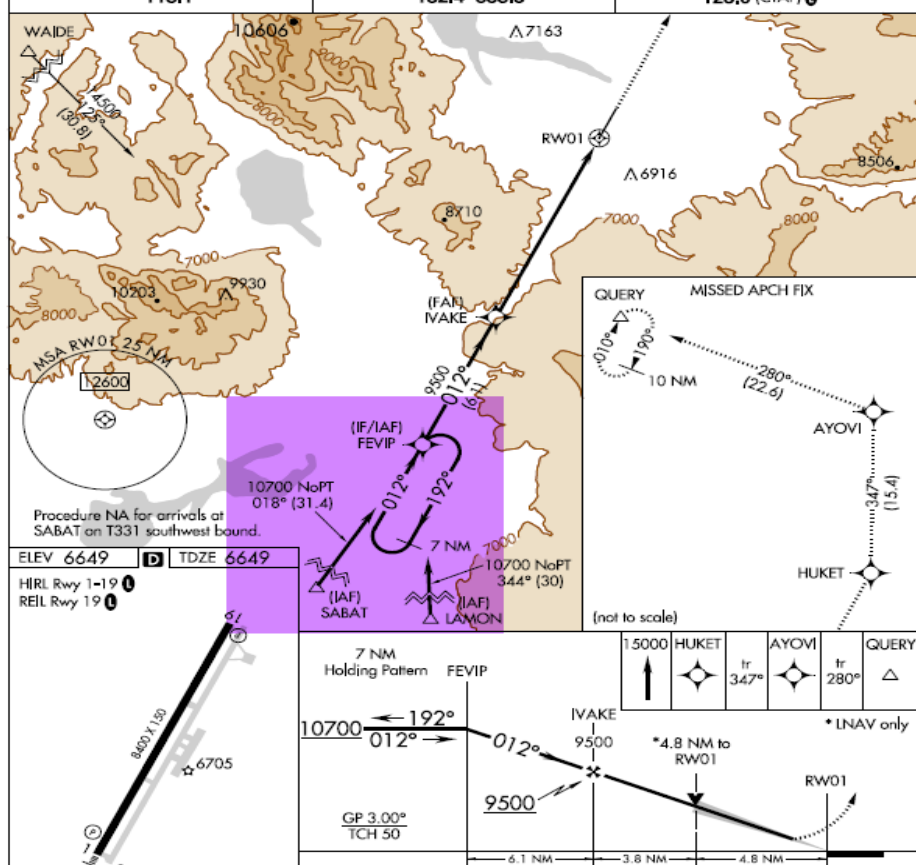 WAIDE
14500
125°
(30.8)
10606
8000
7163
RW01
6916
8506
8710
7000
8000
7000
9930
10203
8000
MSA RW01 25 NM
12600
(FAF)
IVAKE
9500
012°
(6.1)
(IF/IAF)
FEVIP
10700 NoPT
018° (31.4)
012°
192°
7 NM
7000
10700 NoPT
344° (30)
(IAF)
SABAT
(IAF)
LAMON
Procedure NA for arrivals at
SABAT on T331 southwest bound.
MISSED APCH FIX
QUERY
010°
190°
10 NM
280°
(22.6)
AYOVI
347°
(15.4)
HUKET
(not to scale)
ELEV 6649 D TDZE 6649
HIRL Rwy 1-19 L
REIL Rwy 19 L
19
8400 X 150
6705
P
1
15000 HUKET tr 347° AYOVI tr 280° QUERY
7 NM
Holding Pattern
FEVIP
10700
192°
012°
012°
IVAKE
9500
9500
*4.8 NM to
RW01
* LNAV only
RW01
GP 3.00°
TCH 50
6.1 NM 3.8 NM 4.8 NM